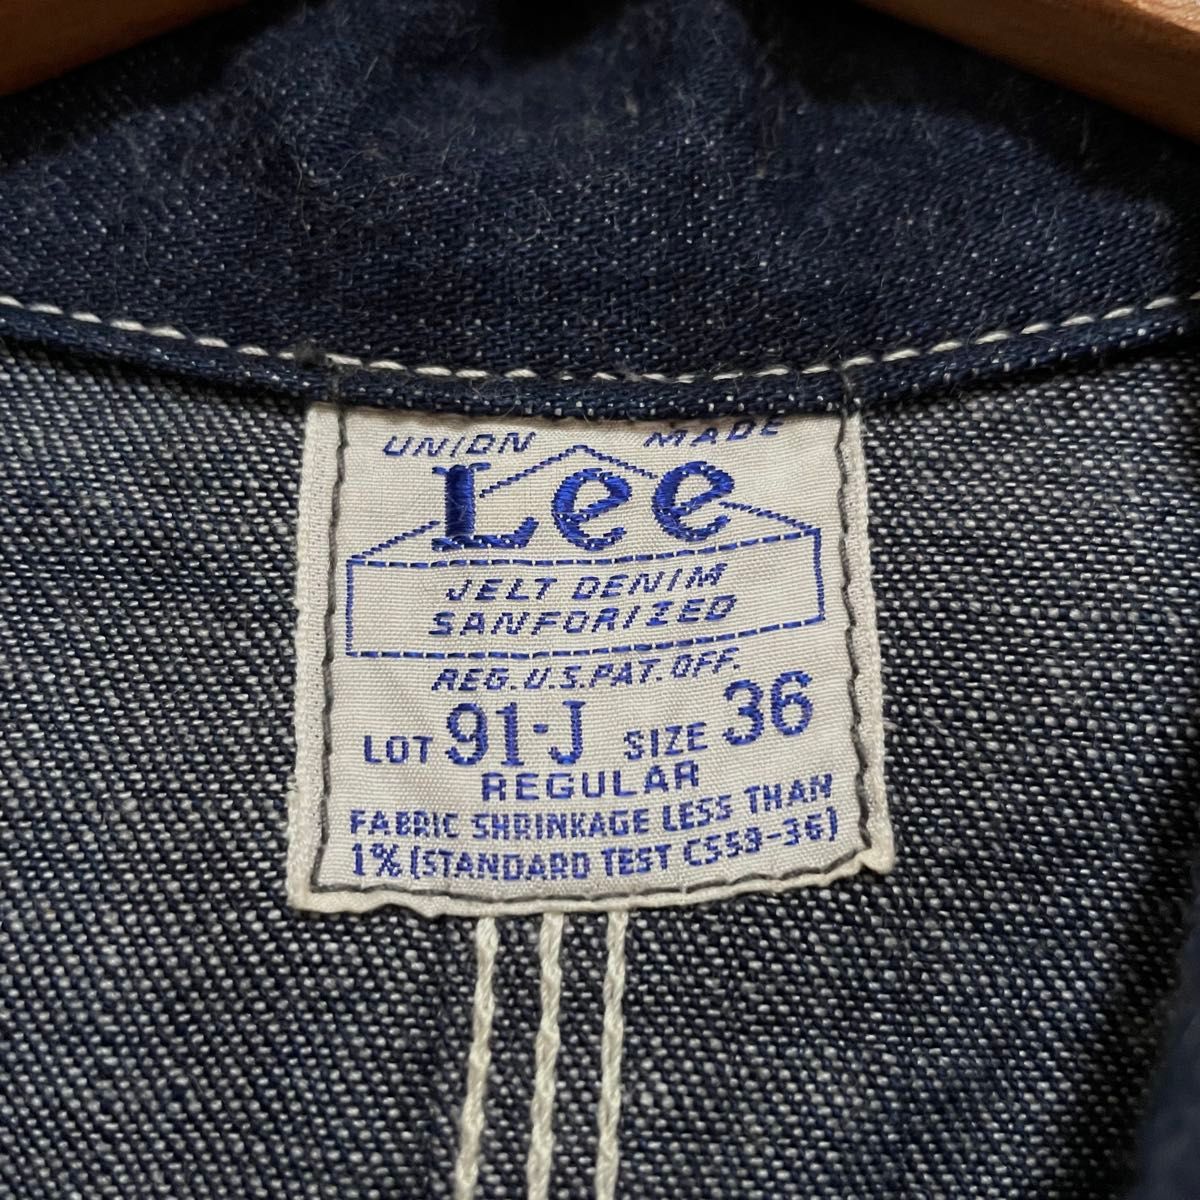 UNION MADE
Lee
JELT DENIM
SANFORIZED
REG. U.S. PAT. OFF.
LOT 91-J SIZE 36
REGULAR
FABRIC SHRINKAGE LESS THAN
1% (STANDARD TEST CS59-36)